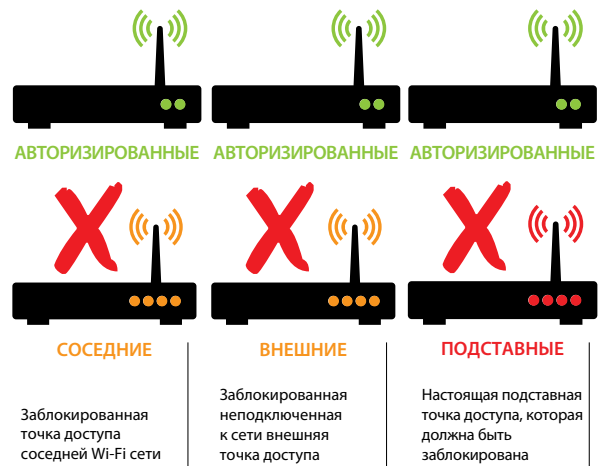 АВТОРИЗИРОВАННЫЕ АВТОРИЗИРОВАННЫЕ АВТОРИЗИРОВАННЫЕ
СОСЕДНИЕ
Заблокированная
точка доступа
соседней Wi-Fi сети
ВНЕШНИЕ
Заблокированная
неподключенная
к сети внешняя
точка доступа
ПОДСТАВНЫЕ
Настоящая подставная
точка доступа, которая
должна быть
заблокирована